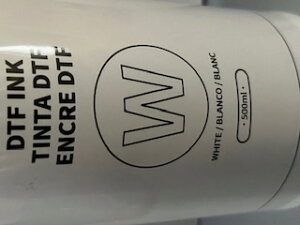 DTF INK
TINTA DTF
ENCRE DTF
W
WHITE / BLANCO / BLANC
· 500ml ·